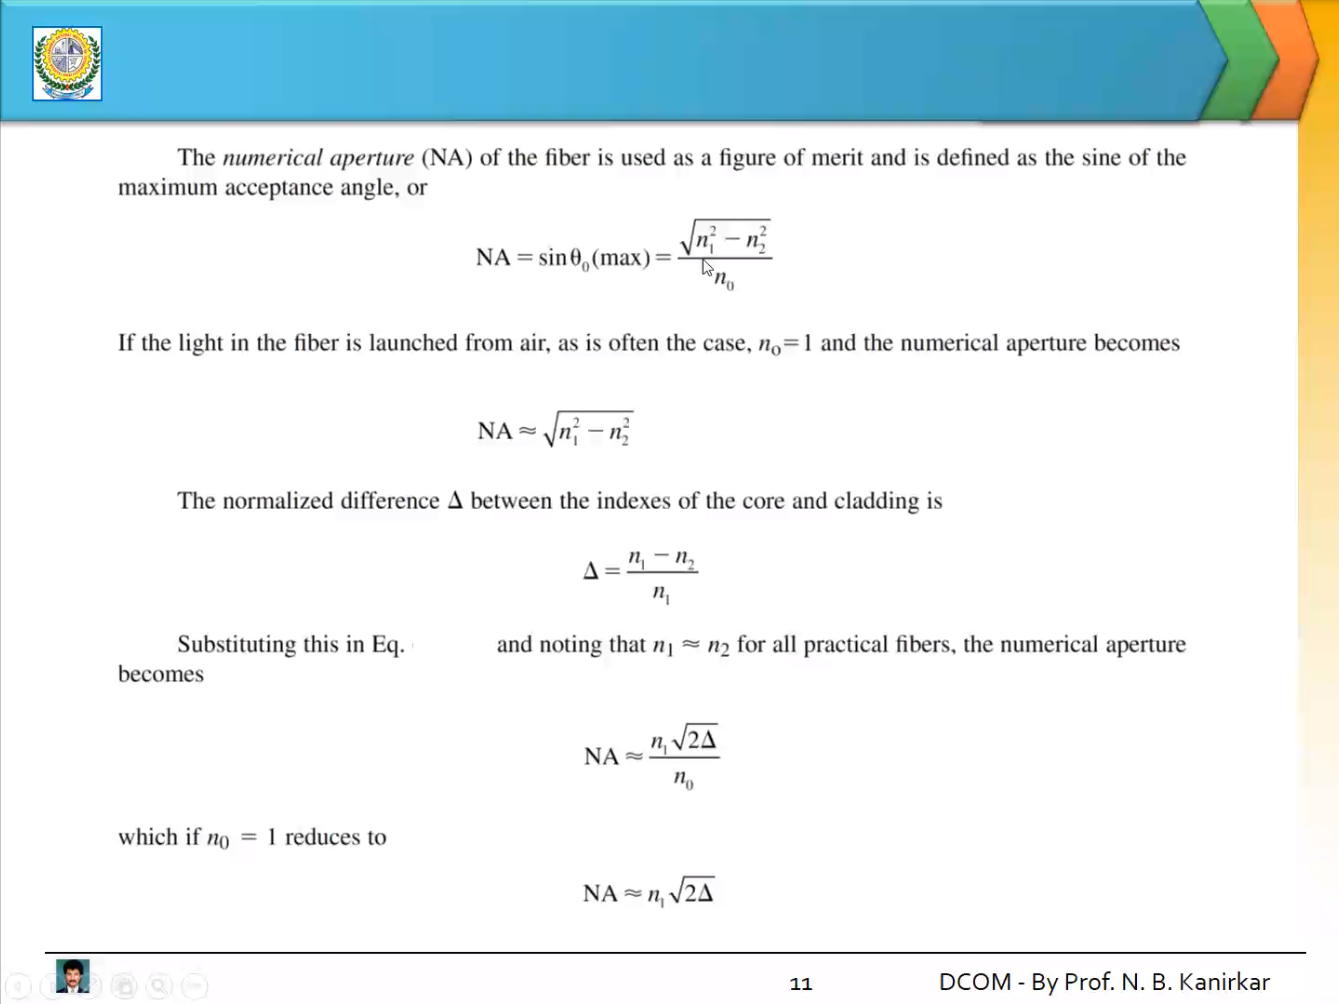 The numerical aperture (NA) of the fiber is used as a figure of merit and is defined as the sine of the
maximum acceptance angle, or
NA = sin θ₀ (max) = √(n₁² − n₂²) / n₀
If the light in the fiber is launched from air, as is often the case, n₀=1 and the numerical aperture becomes
NA ≈ √(n₁² − n₂²)
The normalized difference Δ between the indexes of the core and cladding is
Δ = (n₁ − n₂) / n₁
Substituting this in Eq. and noting that n₁ ≈ n₂ for all practical fibers, the numerical aperture
becomes
NA ≈ n₁√(2Δ) / n₀
which if n₀ = 1 reduces to
NA ≈ n₁√(2Δ)
11 DCOM - By Prof. N. B. Kanirkar